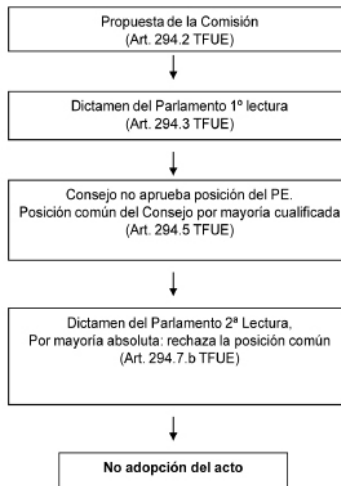 Propuesta de la Comisión
(Art. 294.2 TFUE)
Dictamen del Parlamento 1º lectura
(Art. 294.3 TFUE)
Consejo no aprueba posición del PE.
Posición común del Consejo por mayoría cualificada
(Art. 294.5 TFUE)
Dictamen del Parlamento 2ª Lectura,
Por mayoría absoluta: rechaza la posición común
(Art. 294.7.b TFUE)
No adopción del acto